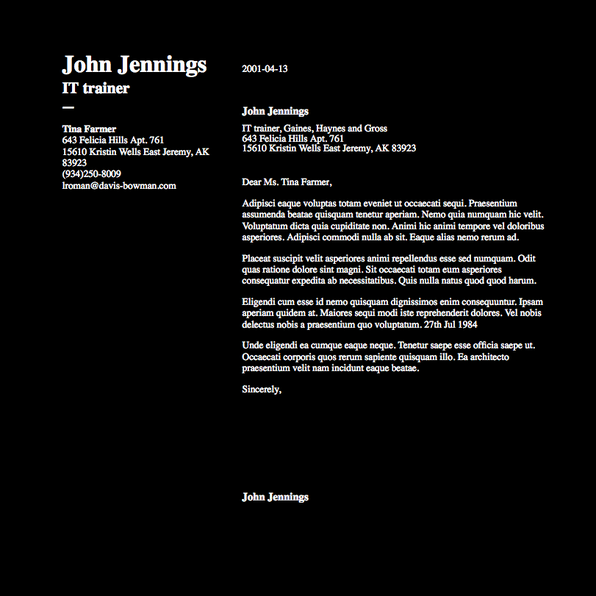 John Jennings
IT trainer
—
Tina Farmer
643 Felicia Hills Apt. 761
15610 Kristin Wells East Jeremy, AK
83923
(934)250-8009
lroman@davis-bowman.com
2001-04-13
John Jennings
IT trainer, Gaines, Haynes and Gross
643 Felicia Hills Apt. 761
15610 Kristin Wells East Jeremy, AK 83923
Dear Ms. Tina Farmer,
Adipisci eaque voluptas totam eveniet ut occaecati sequi. Praesentium
assumenda beatae quisquam tenetur aperiam. Nemo quia numquam hic velit.
Voluptatum dicta quia cupiditate non. Animi hic animi tempore vel doloribus
asperiores. Adipisci commodi nulla ab sit. Eaque alias nemo rerum ad.
Placeat suscipit velit asperiores animi repellendus esse sed numquam. Odit
quas ratione dolore sint magni. Sit occaecati totam eum asperiores
consequatur expedita ab necessitatibus. Quis nulla natus quod quod harum.
Eligendi cum esse id nemo quisquam dignissimos enim consequuntur. Ipsam
aperiam quidem at. Maiores sequi modi iste reprehenderit dolores. Vel nobis
delectus nobis a praesentium quo voluptatum. 27th Jul 1984
Unde eligendi ea cumque eaque neque. Tenetur saepe esse officia saepe ut.
Occaecati corporis quos rerum sapiente quisquam illo. Ea architecto
praesentium velit nam incidunt eaque beatae.
Sincerely,
John Jennings